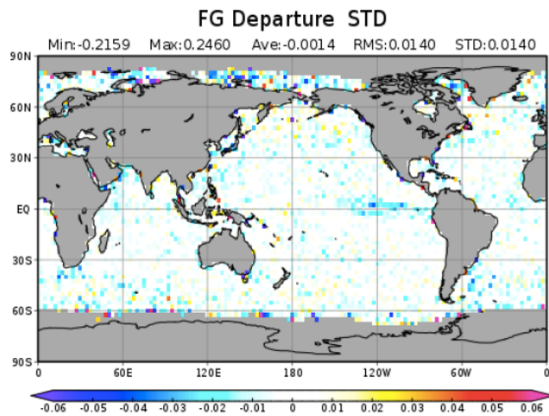 FG Departure STD
Min:-0.2159 Max:0.2460 Ave:-0.0014 RMS:0.0140 STD:0.0140
90N
60N
30N
EQ
30S
60S
90S
0 60E 120E 180 120W 60W 0
-0.06 -0.05 -0.04 -0.03 -0.02 -0.01 0 0.01 0.02 0.03 0.04 0.05 0.06